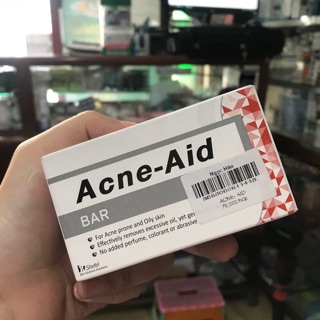 Acne-Aid
BAR
For Acne prone and Oily skin
Effectively removes excessive oil, yet ge
No added perfume, colorant or abrasive
Stiefel
ACNE- AID